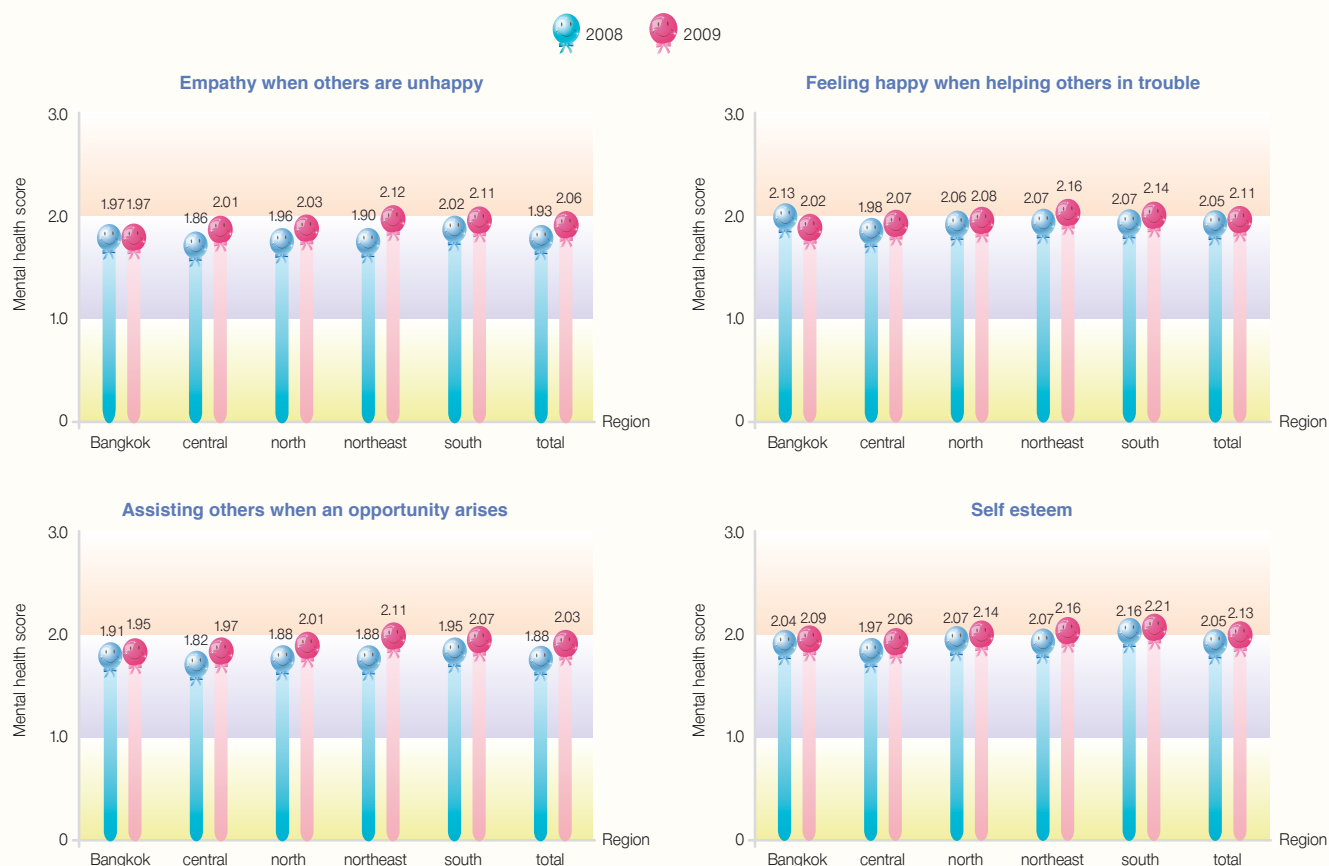 2008 2009
Empathy when others are unhappy
Mental health score
3.0
2.0
1.0
0
1.97 1.97 1.86 2.01 1.96 2.03 1.90 2.12 2.02 2.11 1.93 2.06
Bangkok central north northeast south total
Region
Feeling happy when helping others in trouble
Mental health score
3.0
2.0
1.0
0
2.13 2.02 1.98 2.07 2.06 2.08 2.07 2.16 2.07 2.14 2.05 2.11
Bangkok central north northeast south total
Region
Assisting others when an opportunity arises
Mental health score
3.0
2.0
1.0
0
1.91 1.95 1.82 1.97 1.88 2.01 1.88 2.11 1.95 2.07 1.88 2.03
Bangkok central north northeast south total
Region
Self esteem
Mental health score
3.0
2.0
1.0
0
2.04 2.09 1.97 2.06 2.07 2.14 2.07 2.16 2.16 2.21 2.05 2.13
Bangkok central north northeast south total
Region